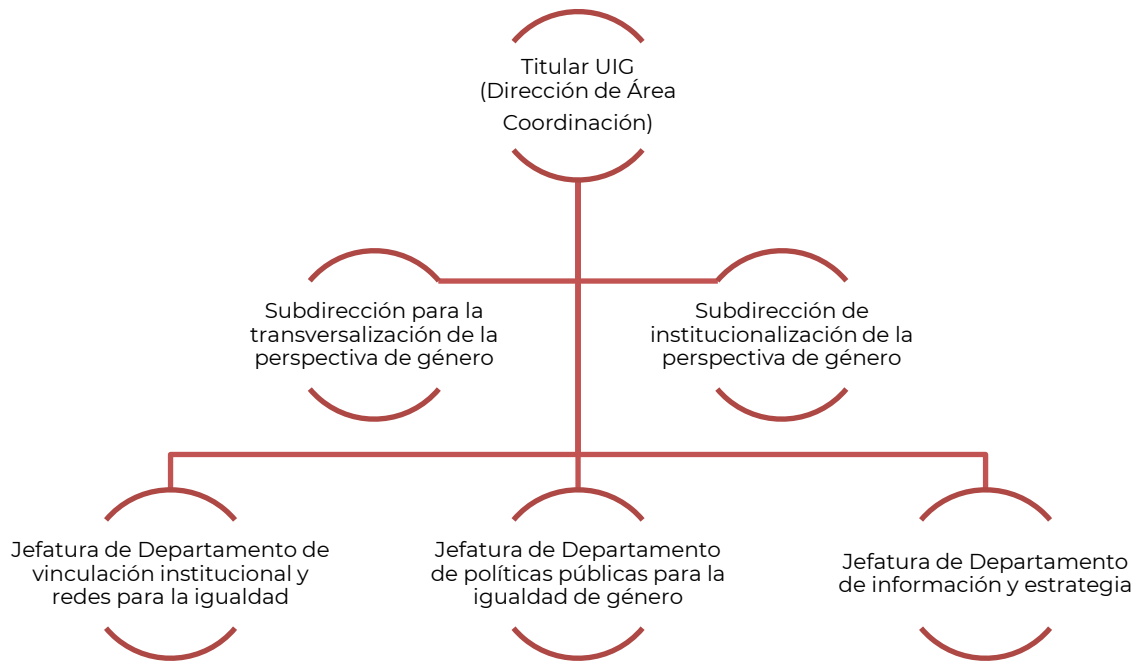 Titular UIG
(Dirección de Área
Coordinación)
Subdirección para la
transversalización de la
perspectiva de género
Subdirección de
institucionalización de la
perspectiva de género
Jefatura de Departamento de
vinculación institucional y
redes para la igualdad
Jefatura de Departamento
de políticas públicas para la
igualdad de género
Jefatura de Departamento
de información y estrategia